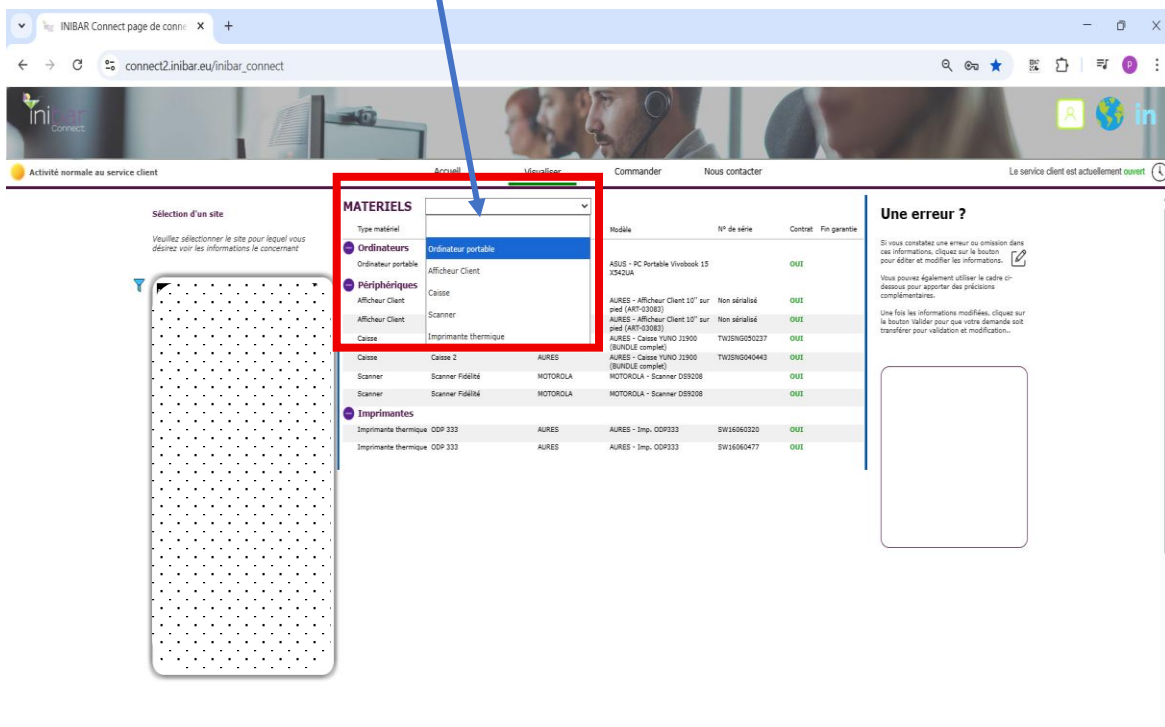 INIBAR Connect page de conne
connect2.inibar.eu/inibar_connect
P
inibar
Connect
in
Activité normale au service client
Accueil
Visualiser
Commander
Nous contacter
Le service client est actuellement ouvert
Sélection d'un site
Veuillez sélectionner le site pour lequel vous
désirez voir les informations le concernant
MATERIELS
Type matériel
Modèle
N° de série
Contrat
Fin garantie
Ordinateurs
Ordinateur portable
ASUS - PC Portable Vivobook 15
X542UA
OUI
Périphériques
Afficheur Client
AURES - Afficheur Client 10" sur
pied (ART-03083)
Non sérialisé
OUI
Afficheur Client
AURES - Afficheur Client 10" sur
pied (ART-03083)
Non sérialisé
OUI
Caisse
AURES - Caisse YUNO J1900
(BUNDLE complet)
TWJSNG050237
OUI
Caisse
Caisse 2
AURES
AURES - Caisse YUNO J1900
(BUNDLE complet)
TWJSNG040443
OUI
Scanner
Scanner Fidélité
MOTOROLA
MOTOROLA - Scanner DS9208
OUI
Scanner
Scanner Fidélité
MOTOROLA
MOTOROLA - Scanner DS9208
OUI
Imprimantes
Imprimante thermique
ODP 333
AURES
AURES - Imp. ODP333
SW16060320
OUI
Imprimante thermique
ODP 333
AURES
AURES - Imp. ODP333
SW16060477
OUI
Ordinateur portable
Afficheur Client
Caisse
Scanner
Imprimante thermique
Une erreur ?
Si vous constatez une erreur ou omission dans
ces informations, cliquez sur le bouton
pour éditer et modifier les informations.
Vous pouvez également utiliser le cadre ci-
dessous pour apporter des précisions
complémentaires.
Une fois les informations modifiées, cliquez sur
le bouton Valider pour que votre demande soit
transférer pour validation et modification..